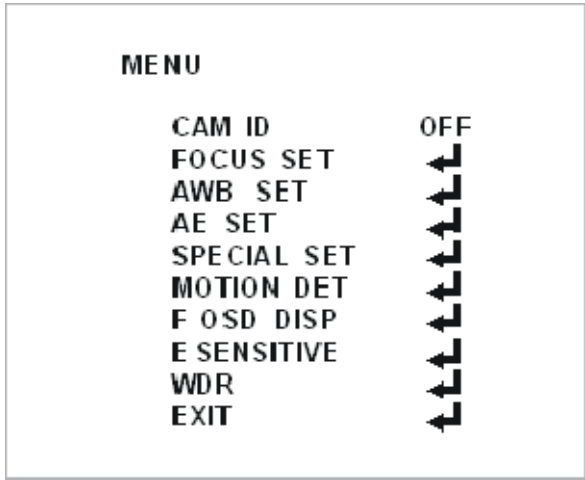 MENU
CAM ID OFF
FOCUS SET ↵
AWB SET ↵
AE SET ↵
SPECIAL SET ↵
MOTION DET ↵
F OSD DISP ↵
E SENSITIVE ↵
WDR ↵
EXIT ↵